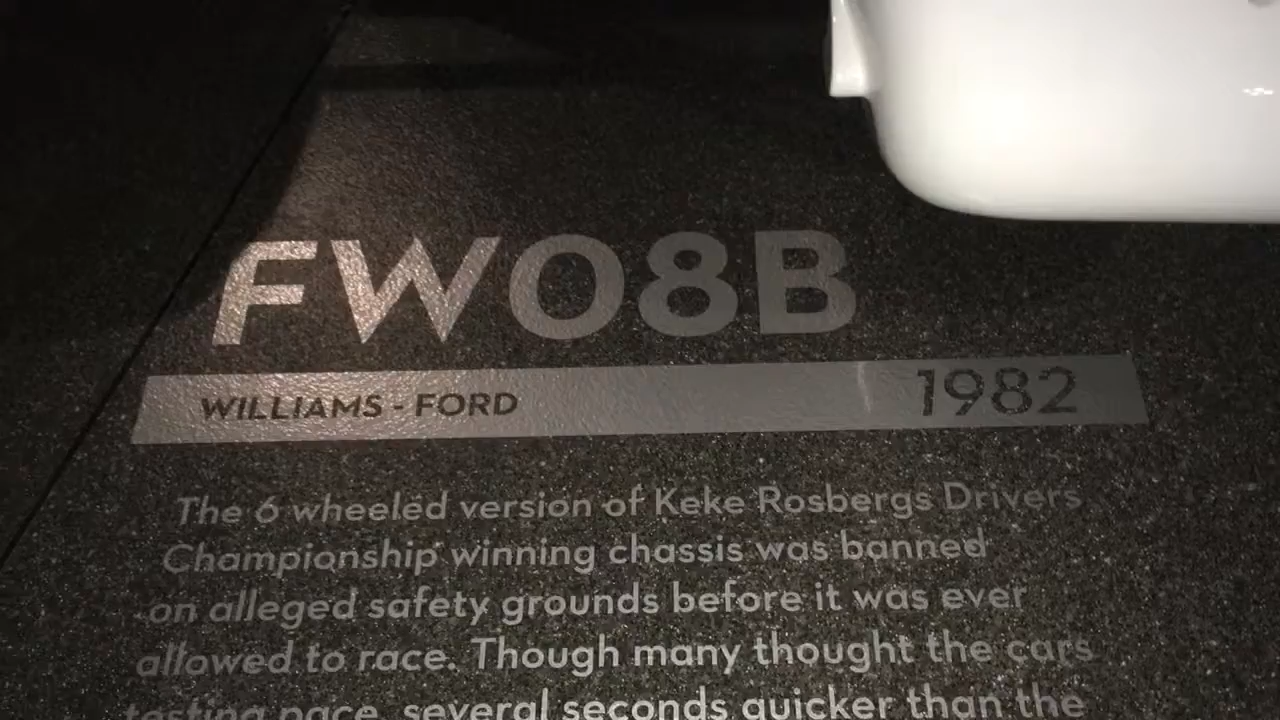 FW08B
WILLIAMS - FORD
1982
The 6 wheeled version of Keke Rosbergs Drivers
Championship winning chassis was banned
on alleged safety grounds before it was ever
allowed to race. Though many thought the cars
testing pace, several seconds quicker than the